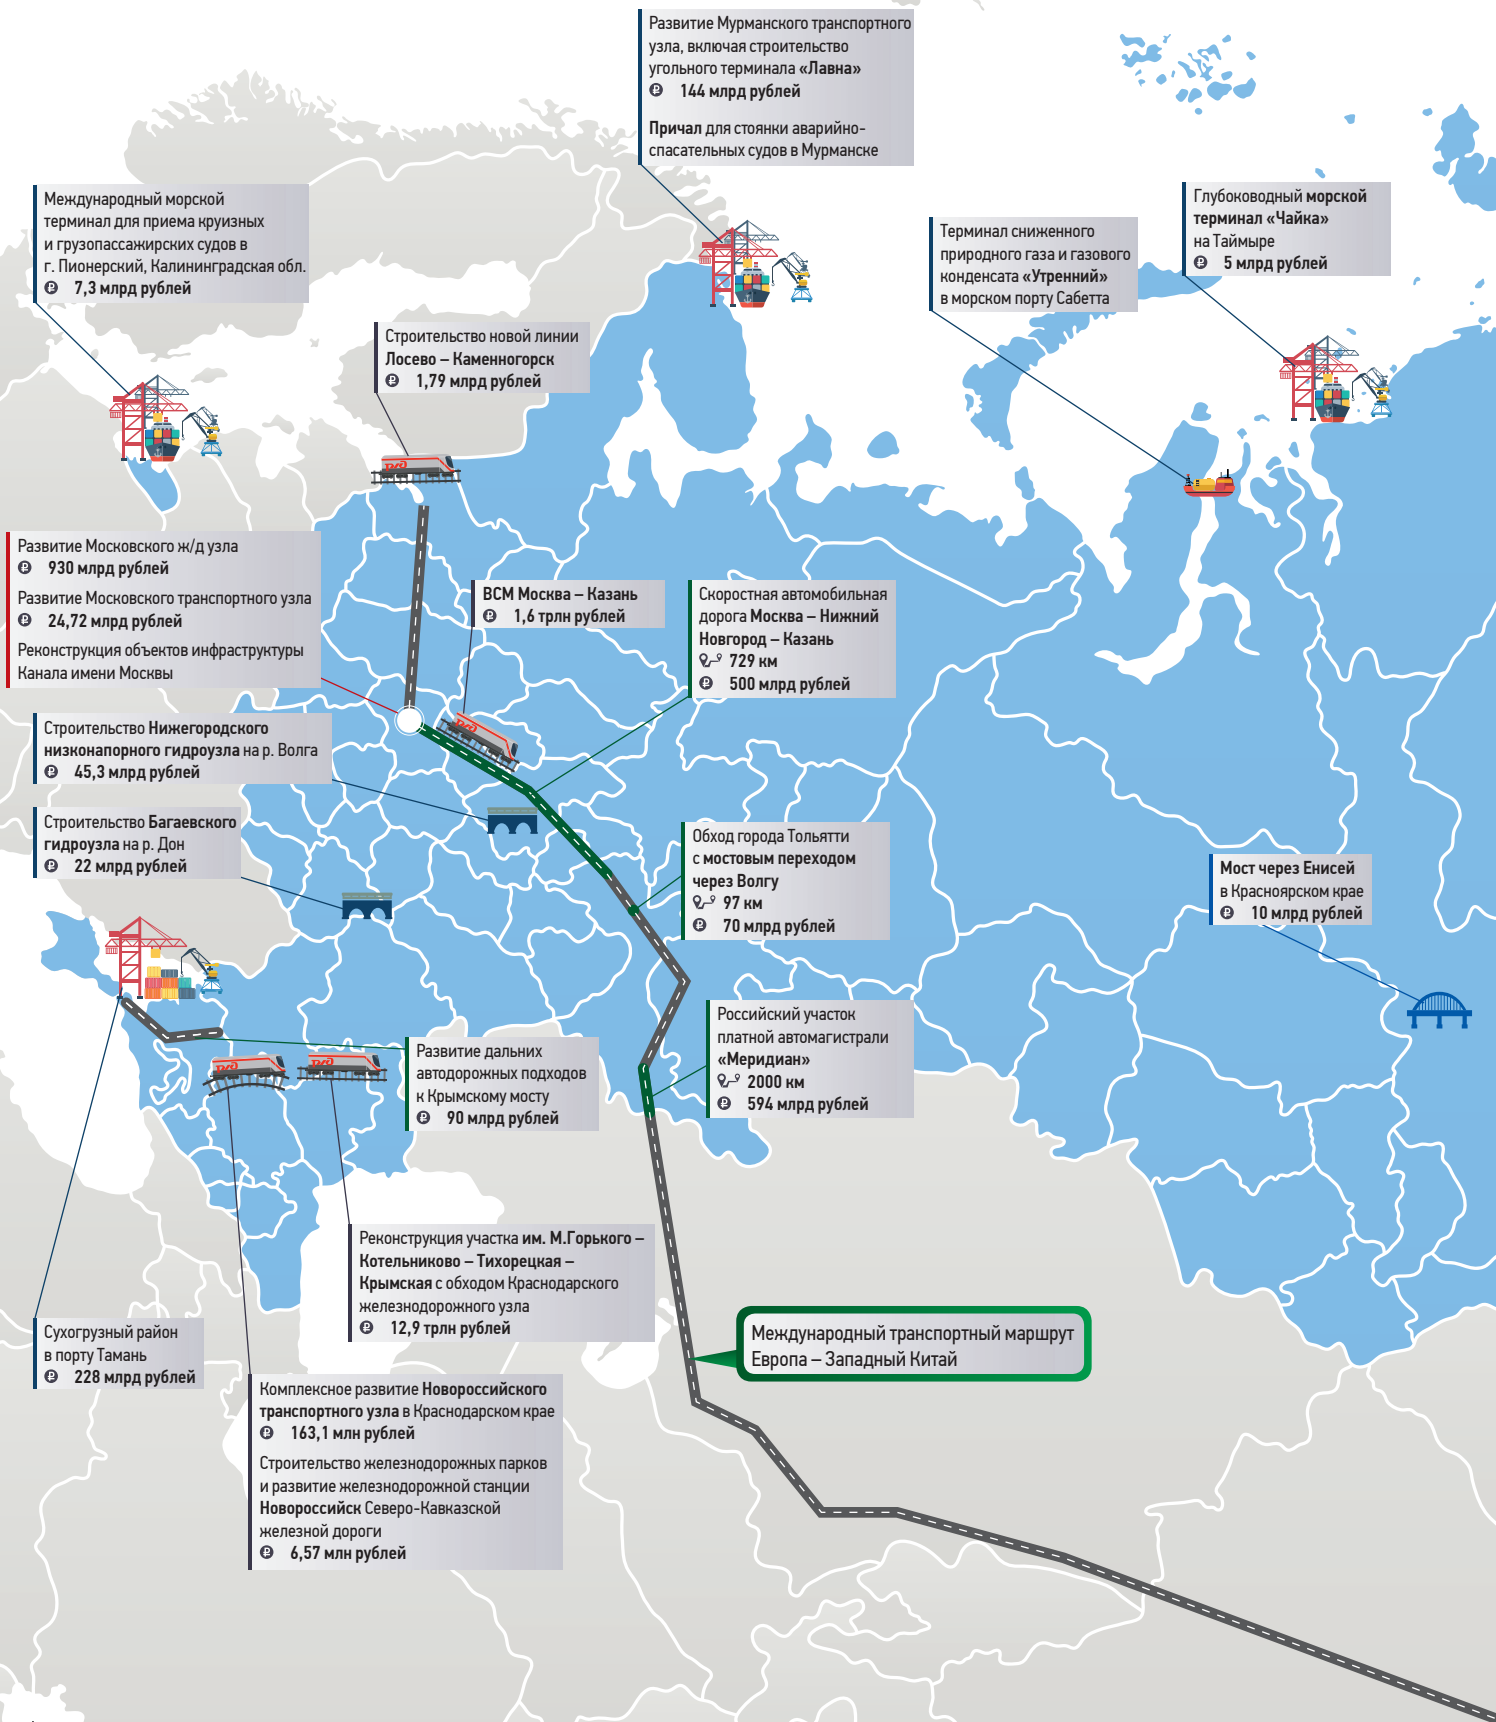 Развитие Мурманского транспортного
узла, включая строительство
угольного терминала «Лавна»
144 млрд рублей
Причал для стоянки аварийно-
спасательных судов в Мурманске
Международный морской
терминал для приема круизных
и грузопассажирских судов в
г. Пионерский, Калининградская обл.
7,3 млрд рублей
Глубоководный морской
терминал «Чайка»
на Таймыре
5 млрд рублей
Терминал сниженного
природного газа и газового
конденсата «Утренний»
в морском порту Сабетта
Строительство новой линии
Лосево – Каменногорск
1,79 млрд рублей
Развитие Московского ж/д узла
930 млрд рублей
Развитие Московского транспортного узла
24,72 млрд рублей
Реконструкция объектов инфраструктуры
Канала имени Москвы
ВСМ Москва – Казань
1,6 трлн рублей
Скоростная автомобильная
дорога Москва – Нижний
Новгород – Казань
729 км
500 млрд рублей
Строительство Нижегородского
низконапорного гидроузла на р. Волга
45,3 млрд рублей
Строительство Багаевского
гидроузла на р. Дон
22 млрд рублей
Обход города Тольятти
с мостовым переходом
через Волгу
97 км
70 млрд рублей
Мост через Енисей
в Красноярском крае
10 млрд рублей
Российский участок
платной автомагистрали
«Меридиан»
2000 км
594 млрд рублей
Развитие дальних
автодорожных подходов
к Крымскому мосту
90 млрд рублей
Реконструкция участка им. М.Горького –
Котельниково – Тихорецкая –
Крымская с обходом Краснодарского
железнодорожного узла
12,9 трлн рублей
Сухогрузный район
в порту Тамань
228 млрд рублей
Международный транспортный маршрут
Европа – Западный Китай
Комплексное развитие Новороссийского
транспортного узла в Краснодарском крае
163,1 млн рублей
Строительство железнодорожных парков
и развитие железнодорожной станции
Новороссийск Северо-Кавказской
железной дороги
6,57 млн рублей